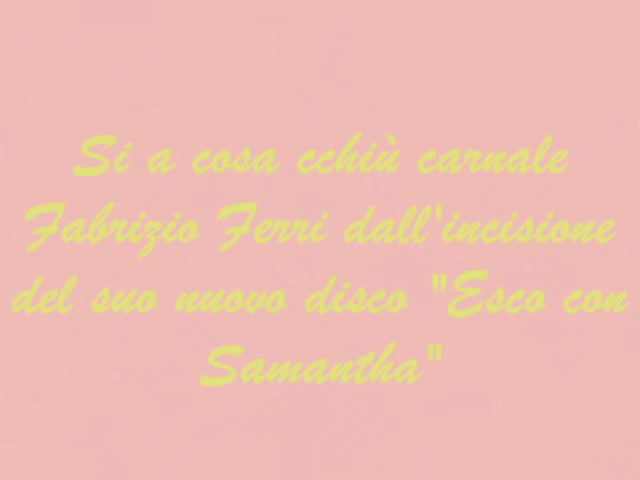 Si a cosa cchiù carnale
Fabrizio Ferri dall'incisione
del suo nuovo disco "Esco con
Samantha"